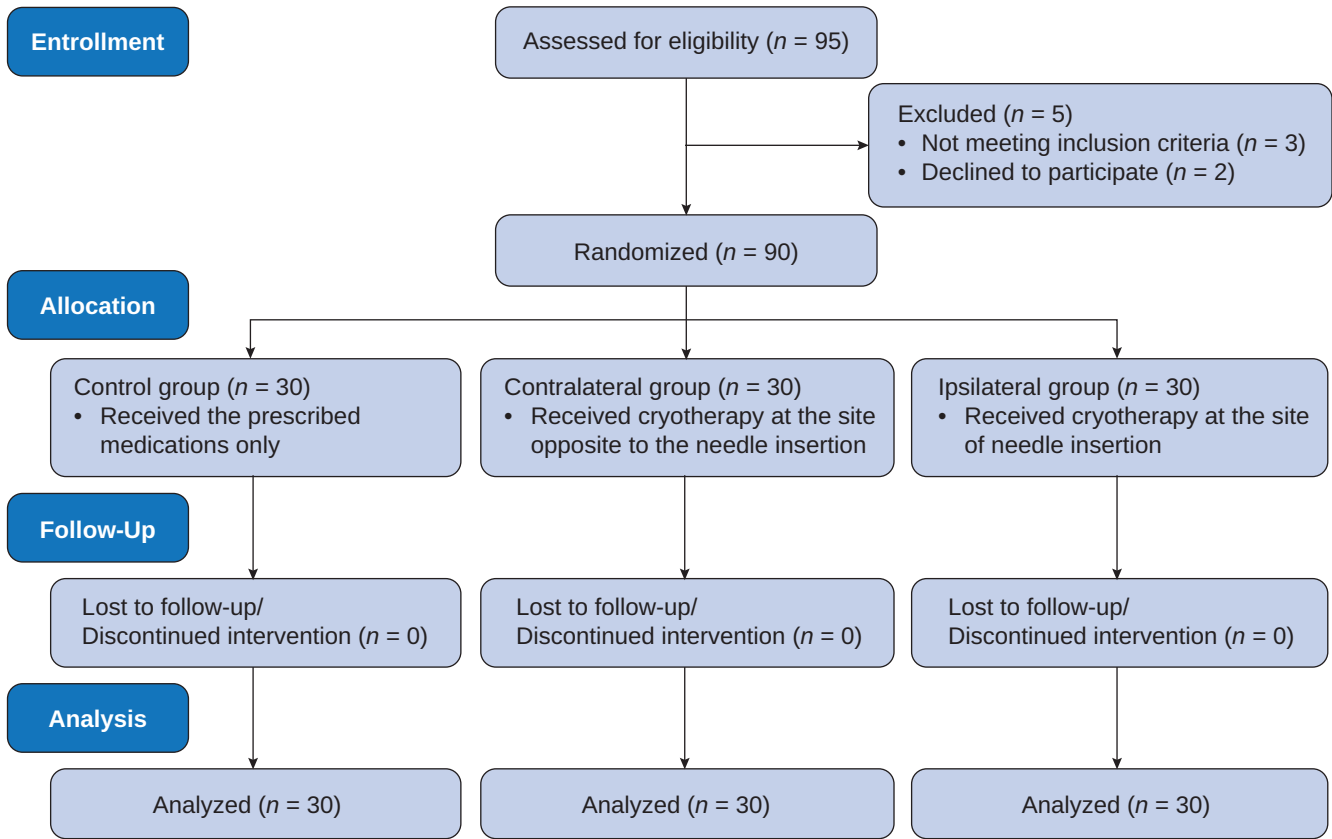 Entrollment
Assessed for eligibility (n = 95)
Excluded (n = 5)
• Not meeting inclusion criteria (n = 3)
• Declined to participate (n = 2)
Randomized (n = 90)
Allocation
Control group (n = 30)
• Received the prescribed
medications only
Contralateral group (n = 30)
• Received cryotherapy at the site
opposite to the needle insertion
Ipsilateral group (n = 30)
• Received cryotherapy at the site
of needle insertion
Follow-Up
Lost to follow-up/
Discontinued intervention (n = 0)
Lost to follow-up/
Discontinued intervention (n = 0)
Lost to follow-up/
Discontinued intervention (n = 0)
Analysis
Analyzed (n = 30)
Analyzed (n = 30)
Analyzed (n = 30)